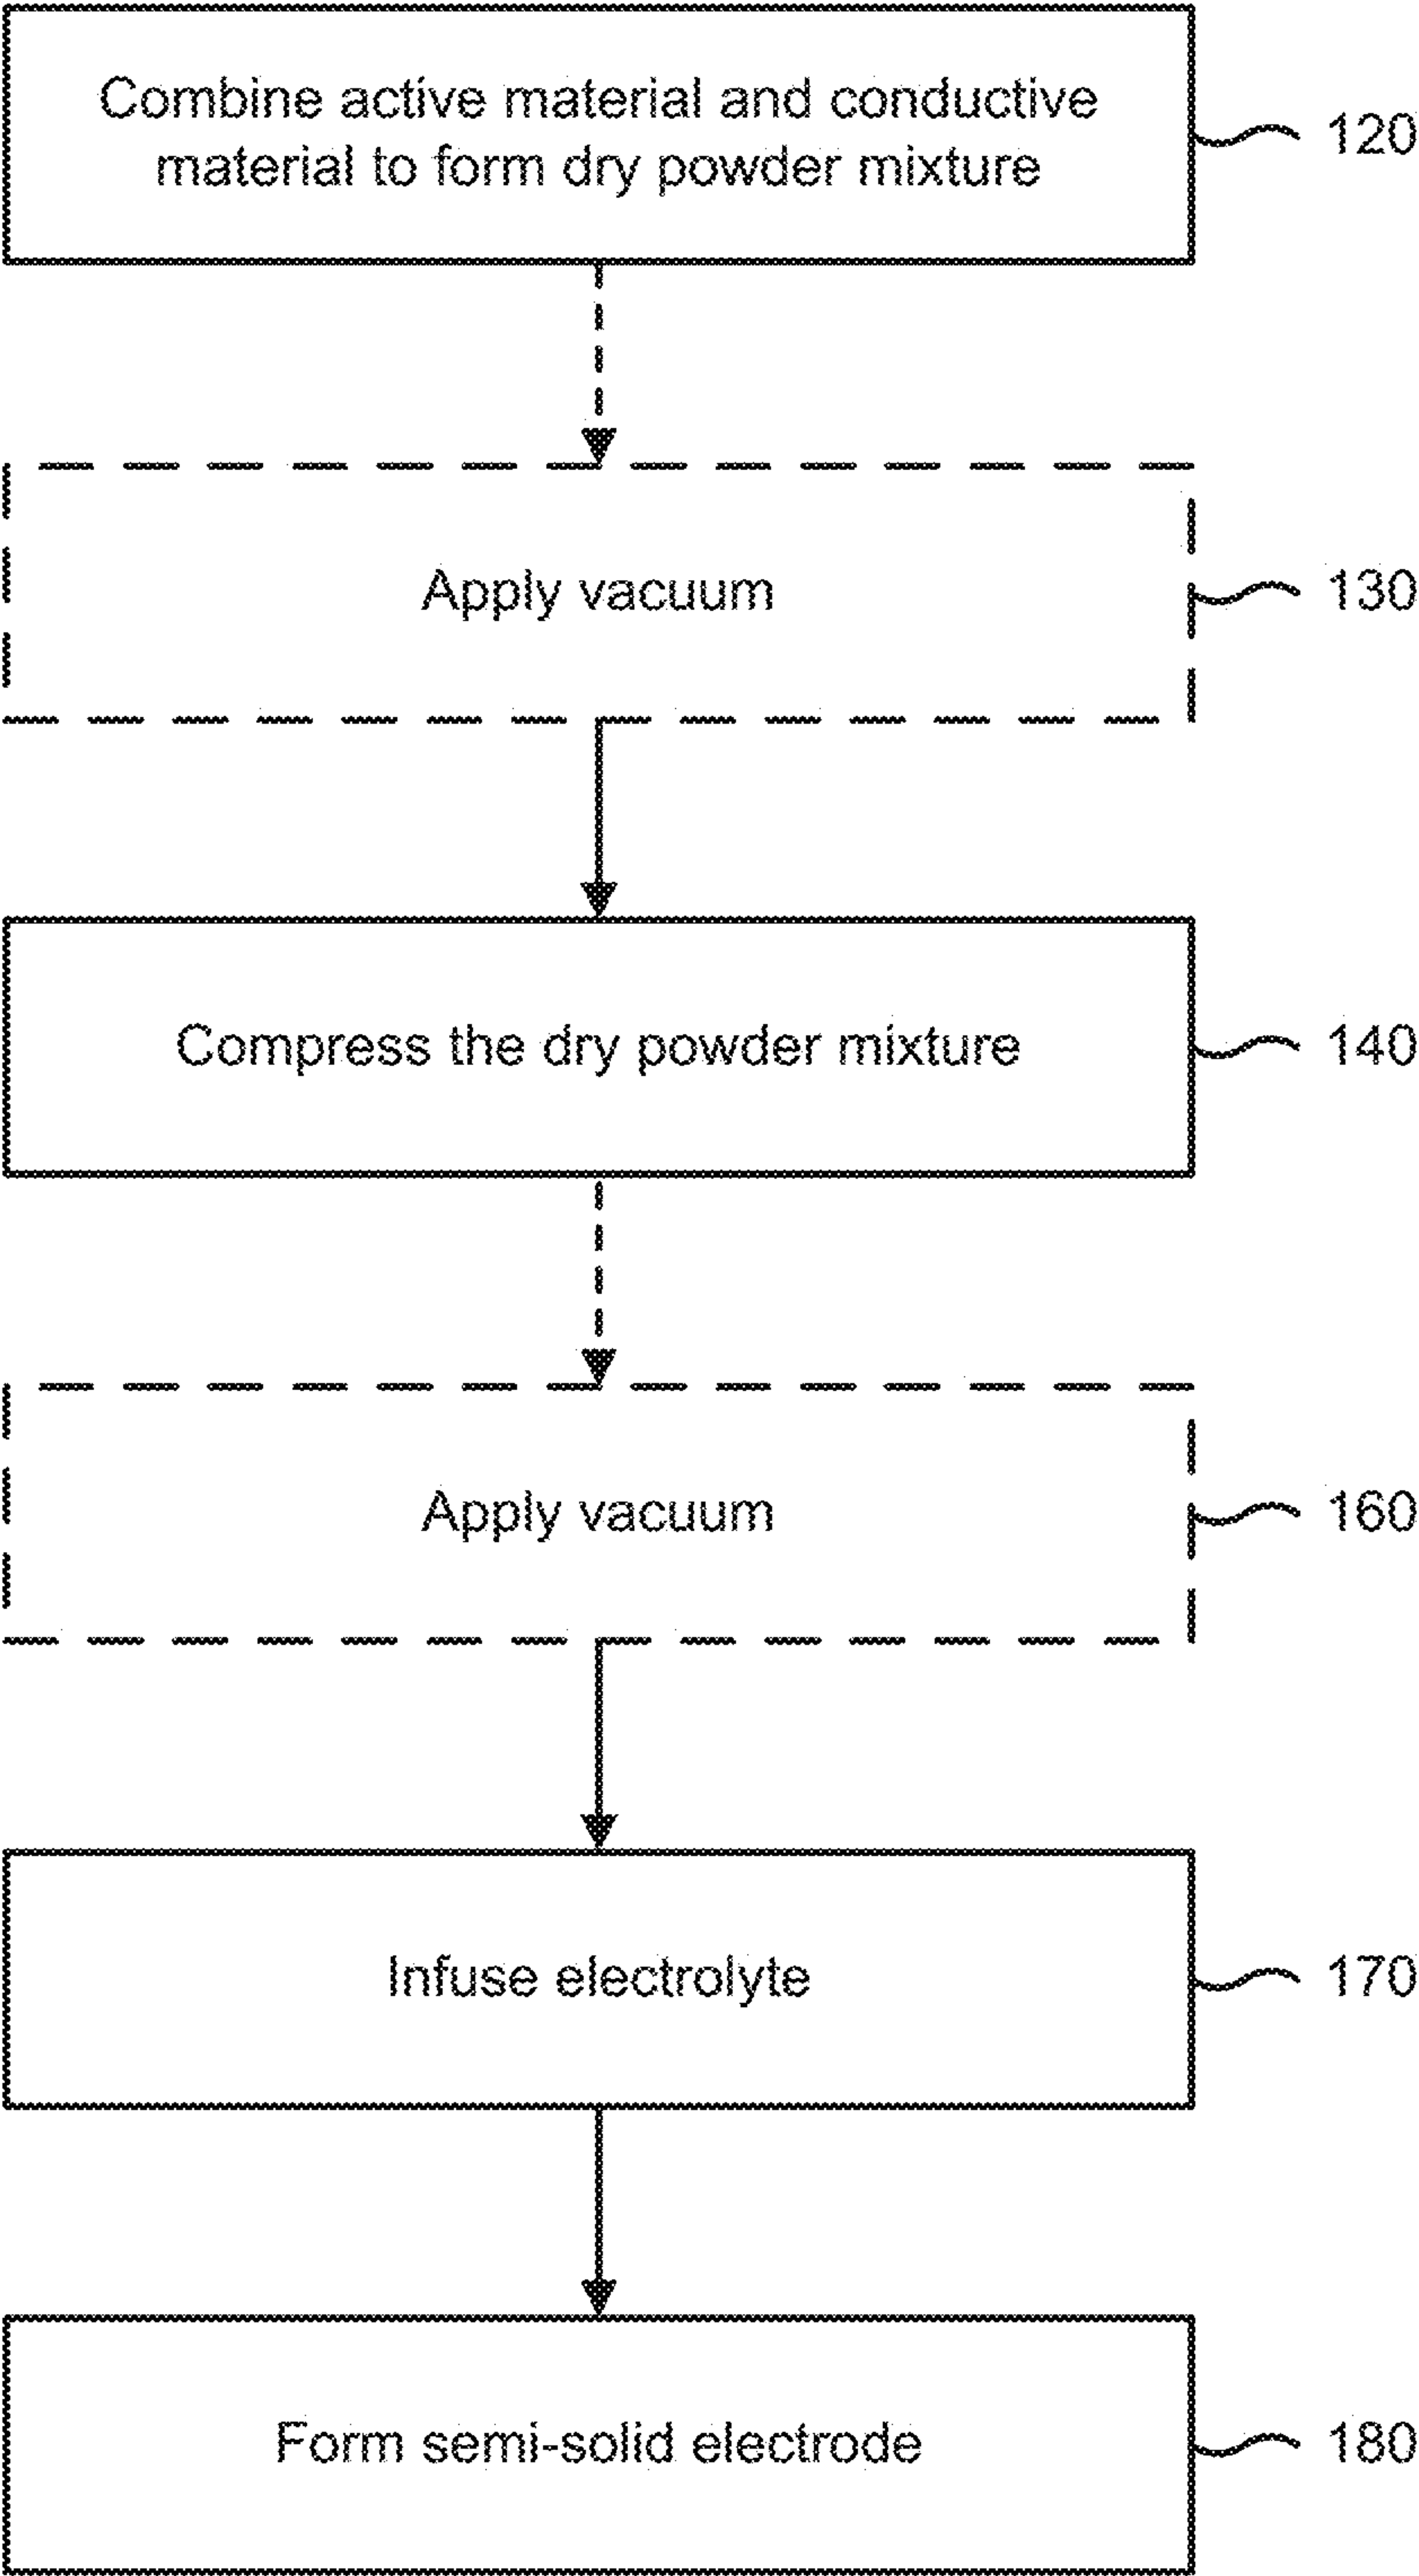 Combine active material and conductive
material to form dry powder mixture
120
Apply vacuum
130
Compress the dry powder mixture
140
Apply vacuum
160
Infuse electrolyte
170
Form semi-solid electrode
180